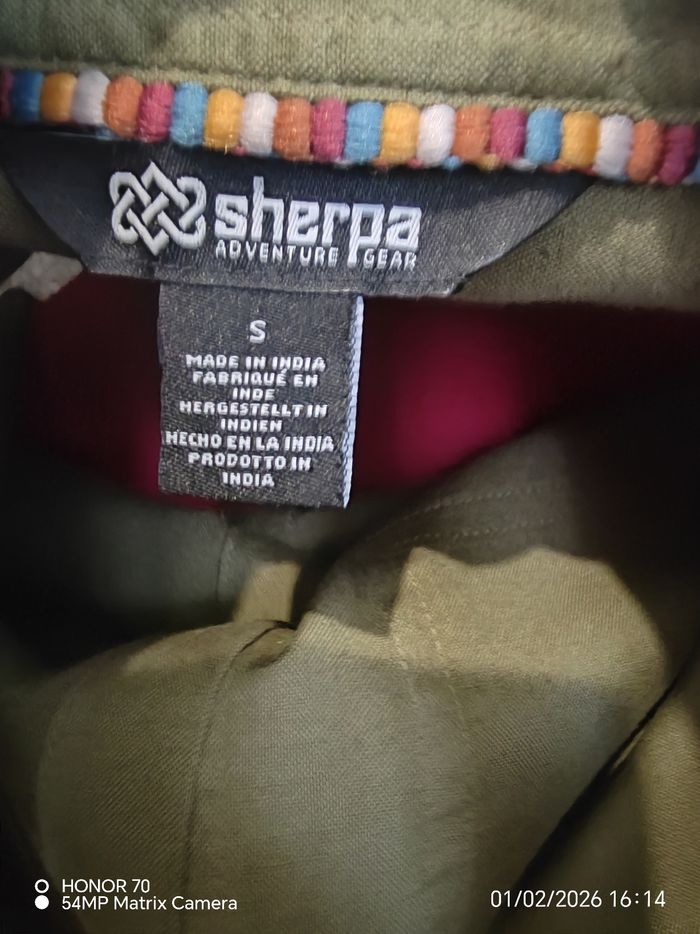 sherpa
ADVENTURE GEAR
S
MADE IN INDIA
FABRIQUÉ EN
INDE
HERGESTELLT IN
INDIEN
HECHO EN LA INDIA
PRODOTTO IN
INDIA
HONOR 70
54MP Matrix Camera
01/02/2026 16:14